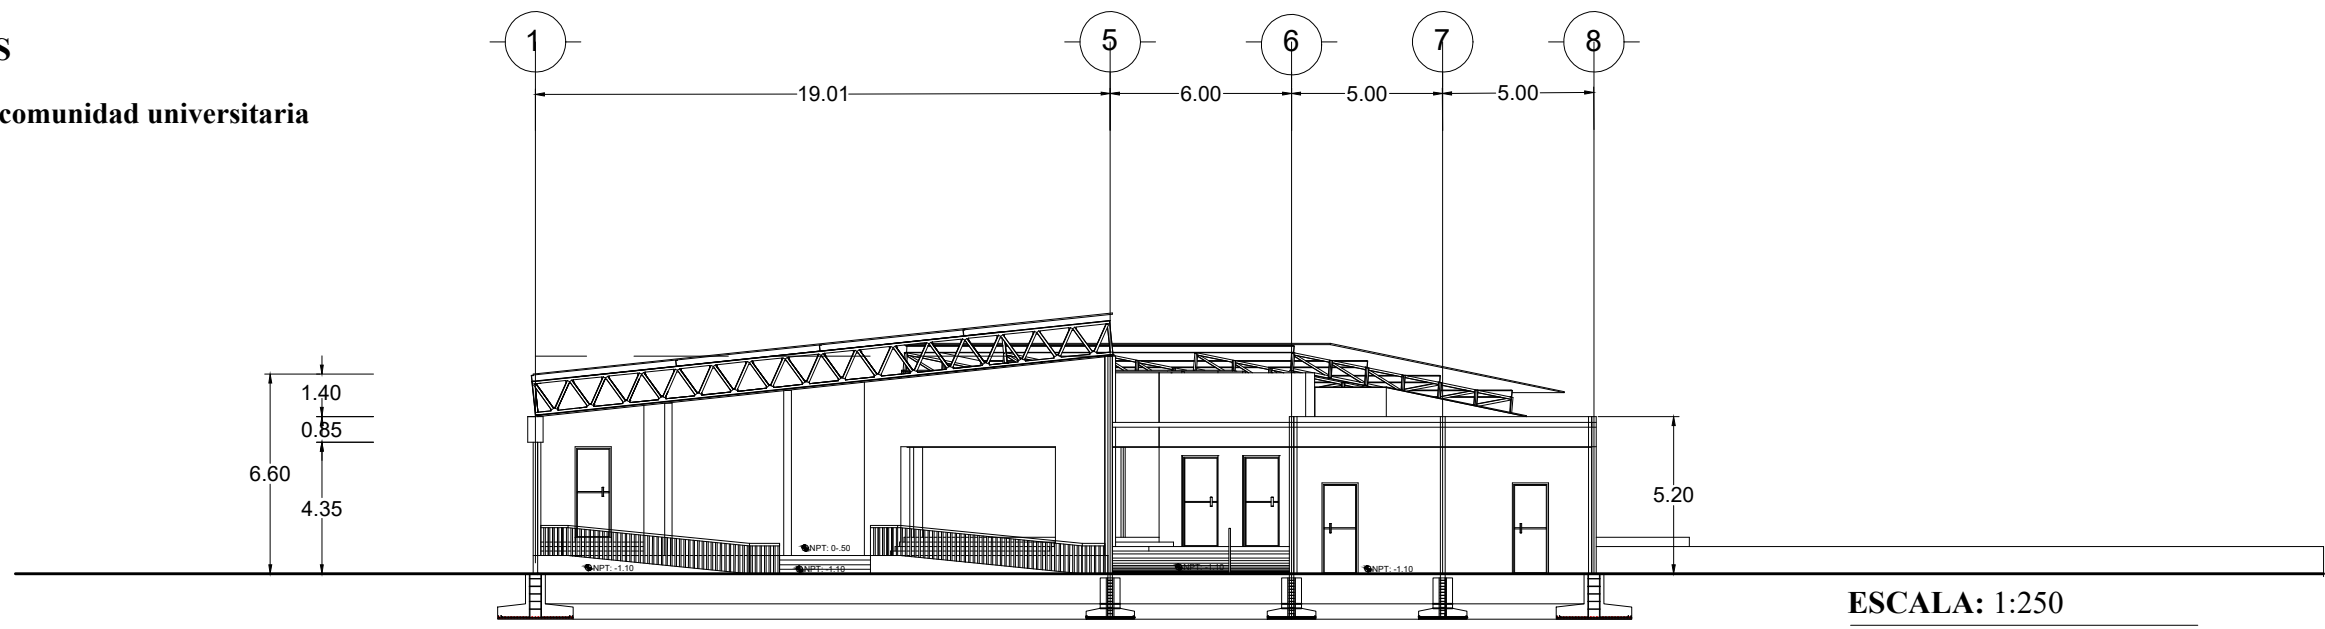 S
1 5 6 7 8
19.01 6.00 5.00 5.00
comunidad universitaria
1.40
0.85
6.60
4.35
5.20
NPT: 0-.50
NPT: -1.10
NPT: -1.10
NPT: -1.10
NPT: -1.10
ESCALA: 1:250